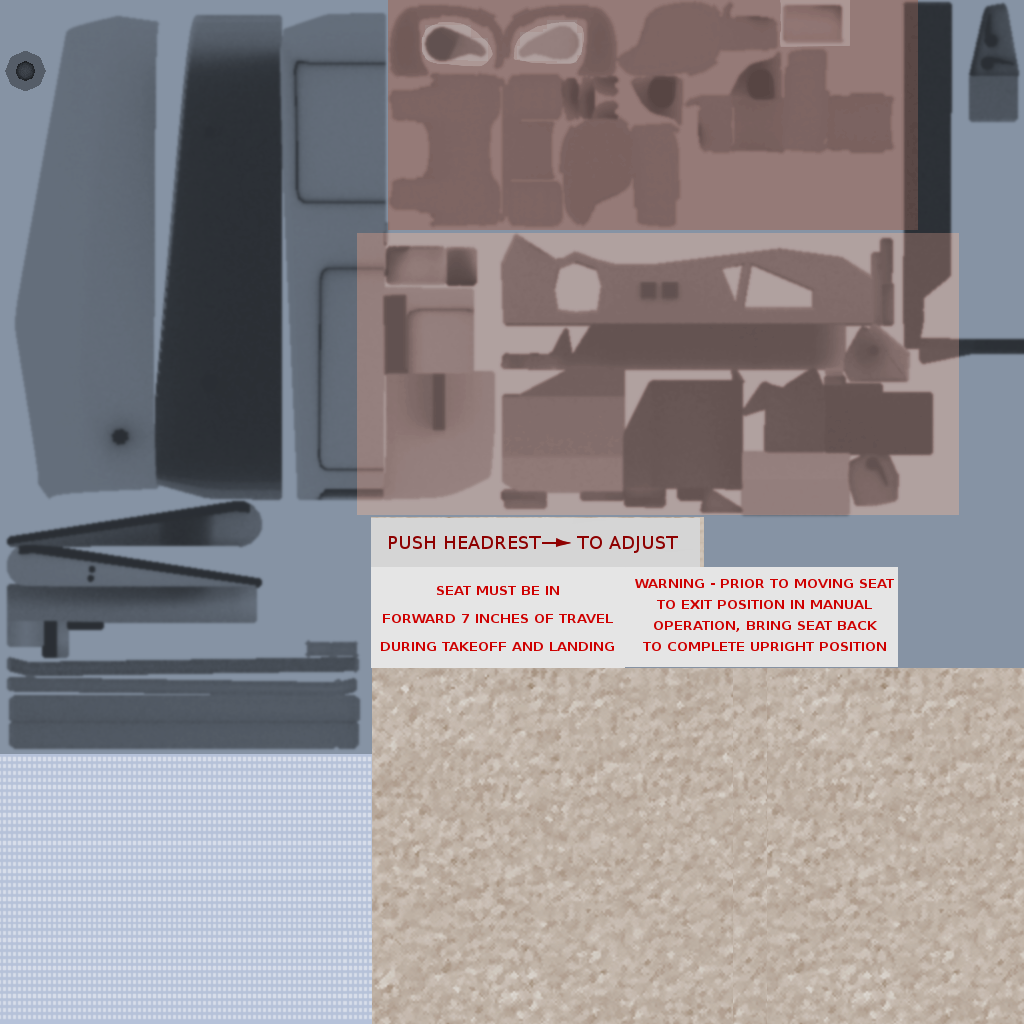 PUSH HEADREST→ TO ADJUST
SEAT MUST BE IN
FORWARD 7 INCHES OF TRAVEL
DURING TAKEOFF AND LANDING
WARNING - PRIOR TO MOVING SEAT
TO EXIT POSITION IN MANUAL
OPERATION, BRING SEAT BACK
TO COMPLETE UPRIGHT POSITION